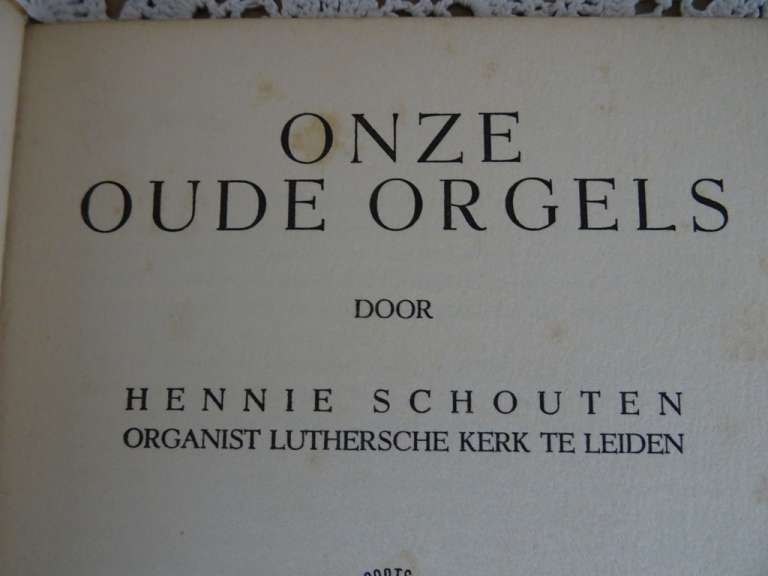 ONZE
OUDE ORGELS
DOOR
HENNIE SCHOUTEN
ORGANIST LUTHERSCHE KERK TE LEIDEN